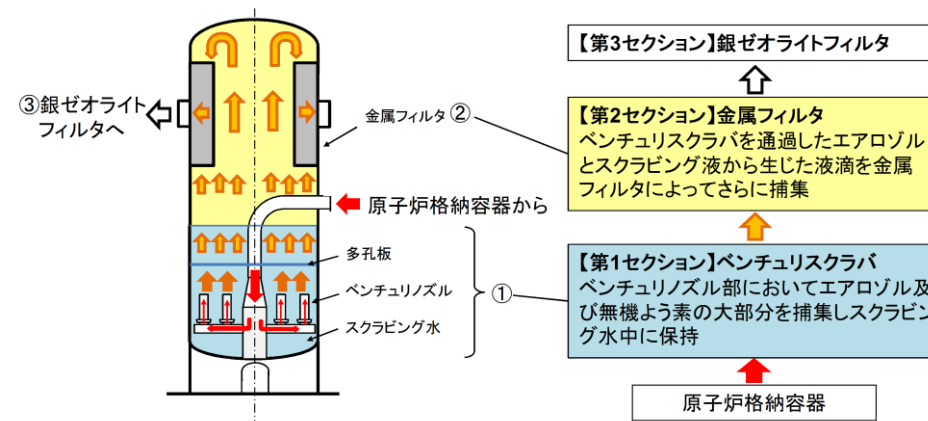 ③銀ゼオライト
フィルタへ
金属フィルタ ②
原子炉格納容器から
多孔板
ベンチュリノズル
スクラビング水
①
【第3セクション】銀ゼオライトフィルタ
【第2セクション】金属フィルタ
ベンチュリスクラバを通過したエアロゾル
とスクラビング液から生じた液滴を金属
フィルタによってさらに捕集
【第1セクション】ベンチュリスクラバ
ベンチュリノズル部においてエアロゾル及
び無機よう素の大部分を捕集しスクラビン
グ水中に保持
原子炉格納容器